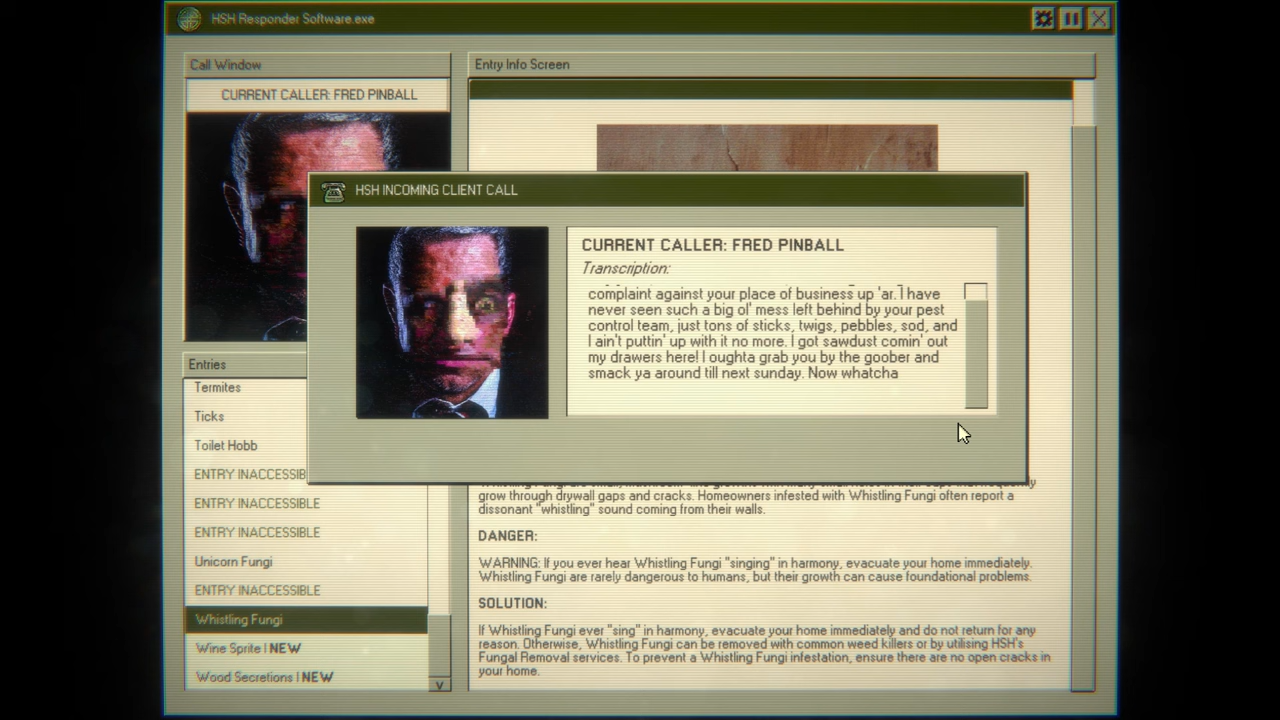 HSH Responder Software.exe
Call Window
CURRENT CALLER: FRED PINBALL
Entry Info Screen
HSH INCOMING CLIENT CALL
CURRENT CALLER: FRED PINBALL
Transcription:
complaint against your place of business up 'ar. I have
never seen such a big ol' mess left behind by your pest
control team, just tons of sticks, twigs, pebbles, sod, and
I ain't puttin' up with it no more. I got sawdust comin' out
my drawers here! I oughta grab you by the goober and
smack ya around till next sunday. Now whatcha
Entries
Termites
Ticks
Toilet Hobb
ENTRY INACCESSIB
ENTRY INACCESSIBLE
ENTRY INACCESSIBLE
Unicorn Fungi
ENTRY INACCESSIBLE
Whistling Fungi
Wine Sprite | NEW
Wood Secretions | NEW
grow through drywall gaps and cracks. Homeowners infested with Whistling Fungi often report a
dissonant "whistling" sound coming from their walls.
DANGER:
WARNING: If you ever hear Whistling Fungi "singing" in harmony, evacuate your home immediately.
Whistling Fungi are rarely dangerous to humans, but their growth can cause foundational problems.
SOLUTION:
If Whistling Fungi ever "sing" in harmony, evacuate your home immediately and do not return for any
reason. Otherwise, Whistling Fungi can be removed with common weed killers or by utilising HSH's
Fungal Removal services. To prevent a Whistling Fungi infestation, ensure there are no open cracks in
your home.